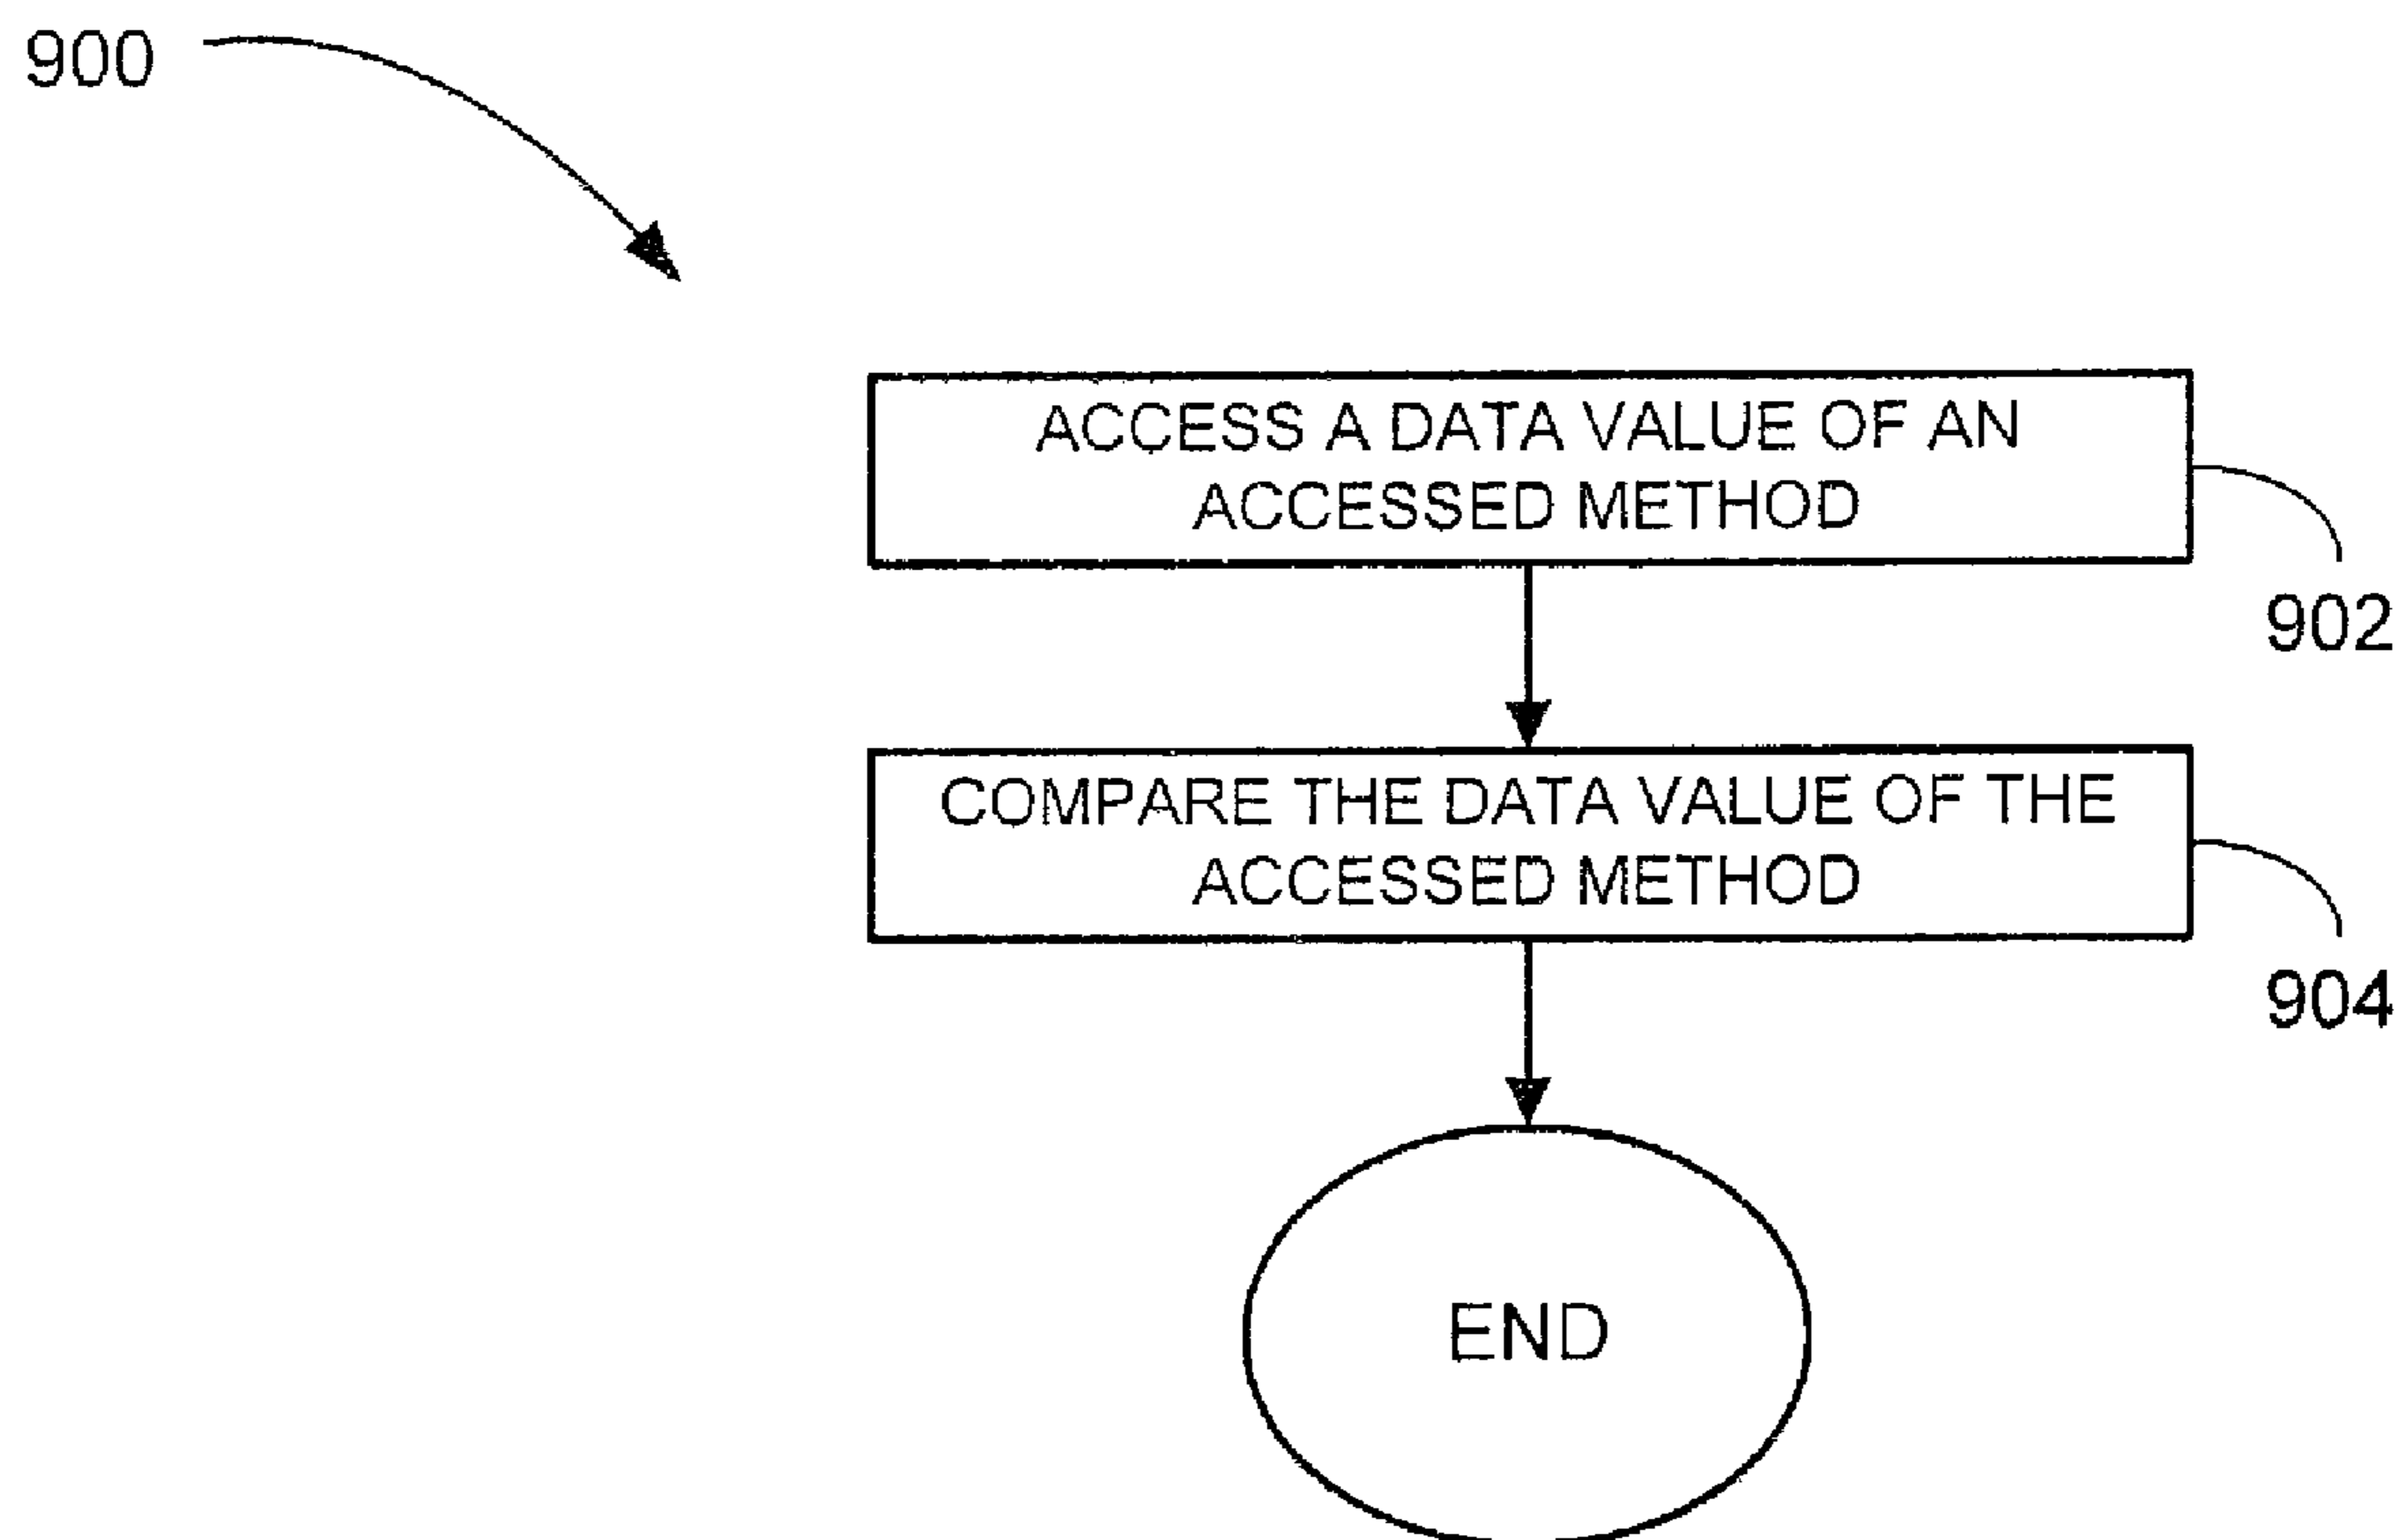 900
ACCESS A DATA VALUE OF AN
ACCESSED METHOD
902
COMPARE THE DATA VALUE OF THE
ACCESSED METHOD
904
END